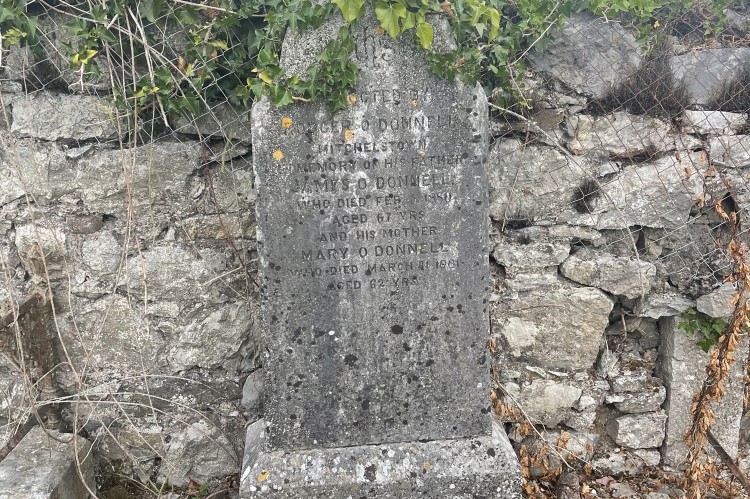 IHS
ERECTED BY
O DONNELL
MITCHELSTOWN
MEMORY OF HIS FATHER
JAMES O DONNELL
WHO DIED FEB
AGED 67 YRS
AND HIS MOTHER
MARY O DONNELL
WHO DIED MARCH
AGED 62 YRS